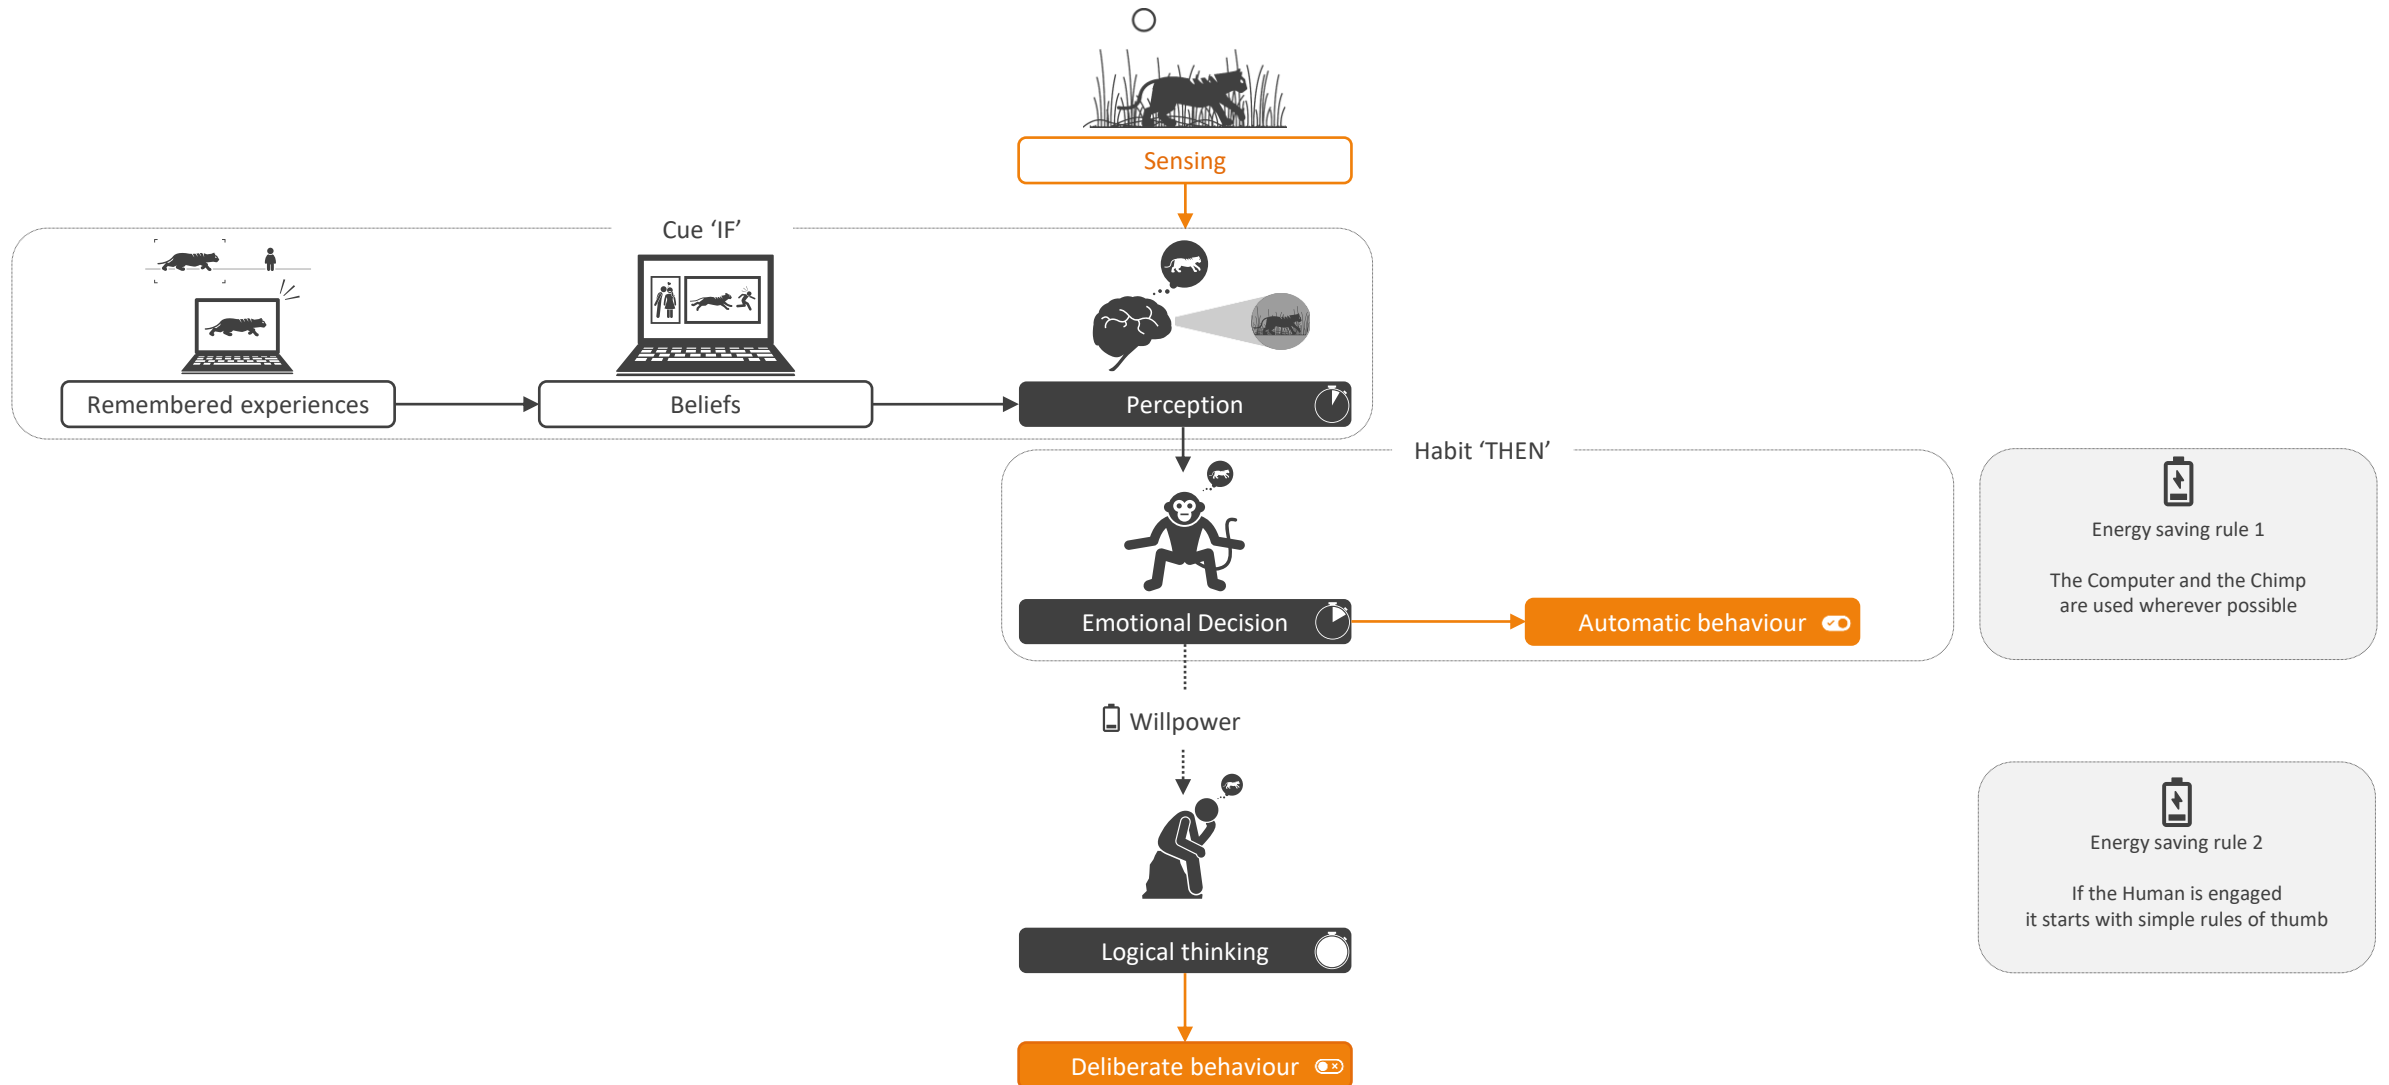 Sensing
Cue ‘IF’
Remembered experiences
Beliefs
Perception
Habit ‘THEN’
Emotional Decision
Automatic behaviour
Energy saving rule 1
The Computer and the Chimp
are used wherever possible
Willpower
Energy saving rule 2
If the Human is engaged
it starts with simple rules of thumb
Logical thinking
Deliberate behaviour